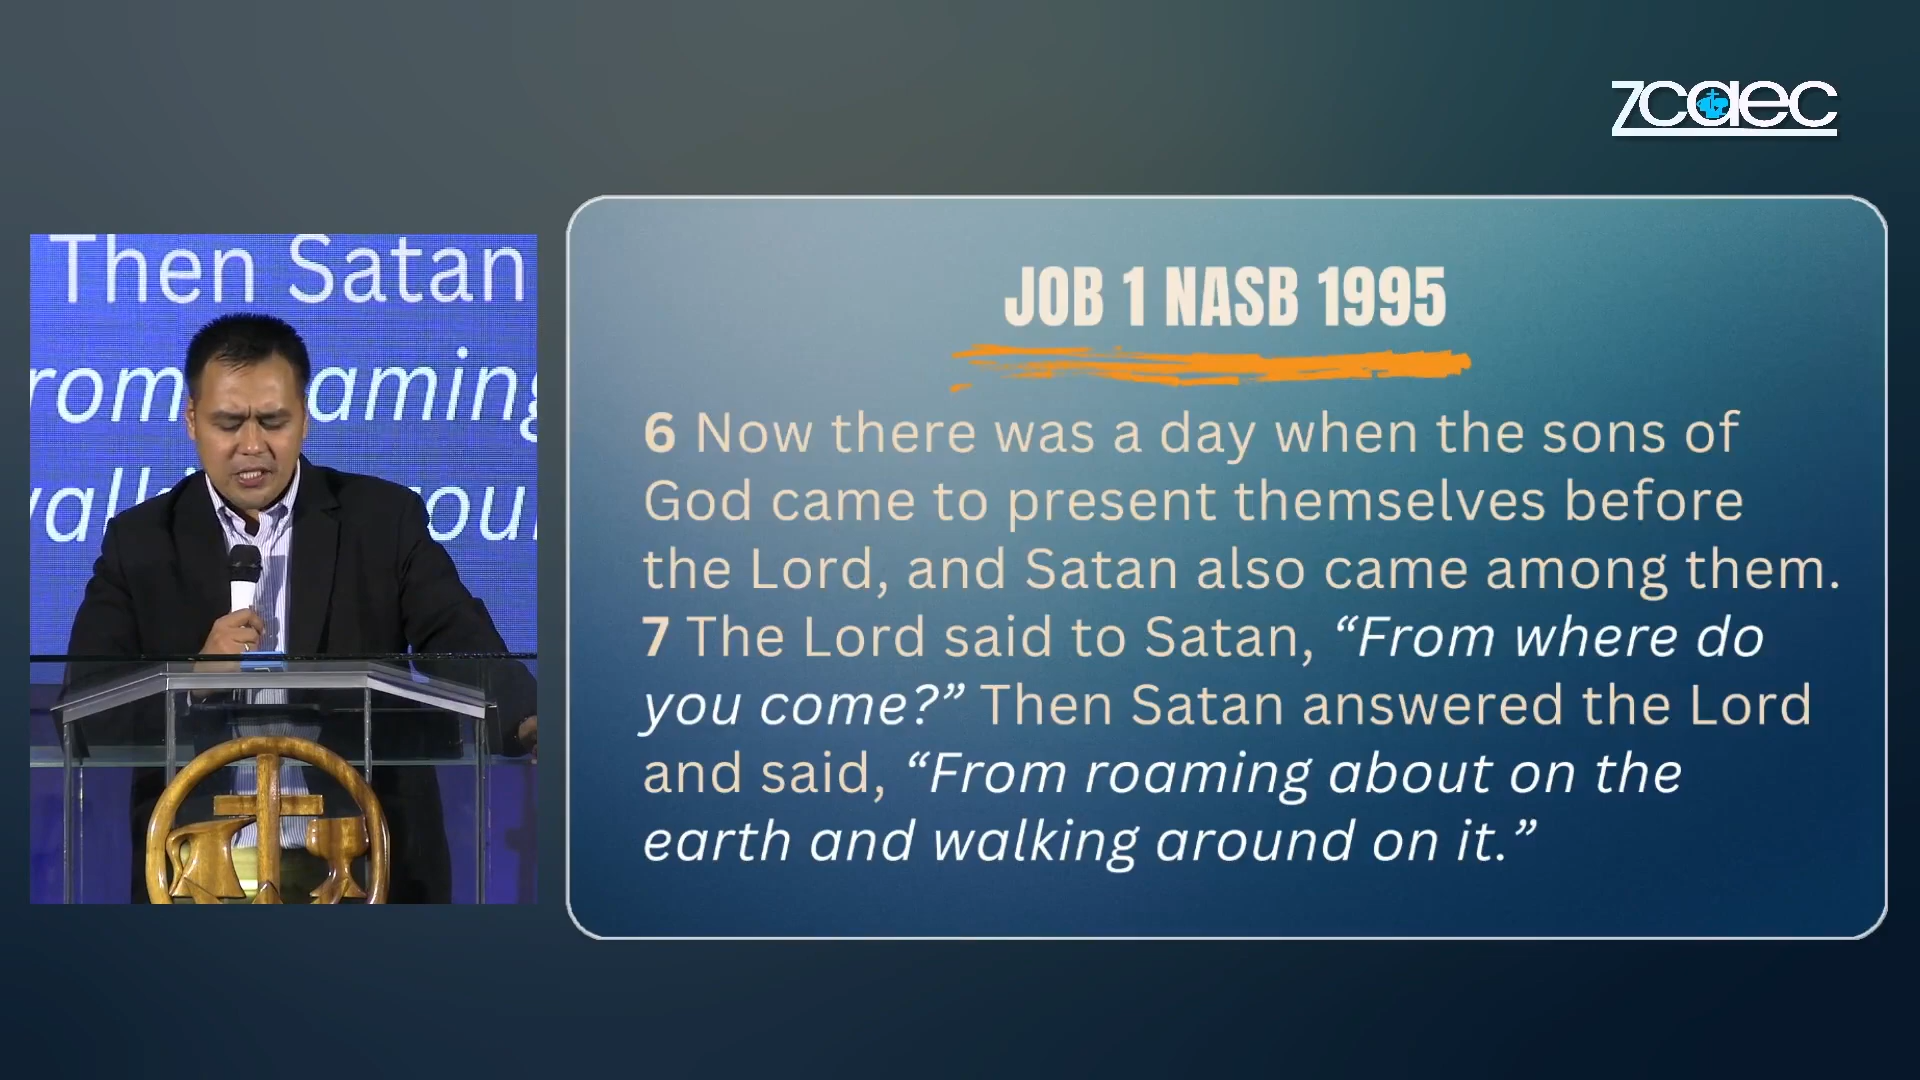 zcaec
Then Satan
rom roaming
JOB 1 NASB 1995
6 Now there was a day when the sons of
God came to present themselves before
the Lord, and Satan also came among them.
7 The Lord said to Satan, “From where do
you come?” Then Satan answered the Lord
and said, “From roaming about on the
earth and walking around on it.”